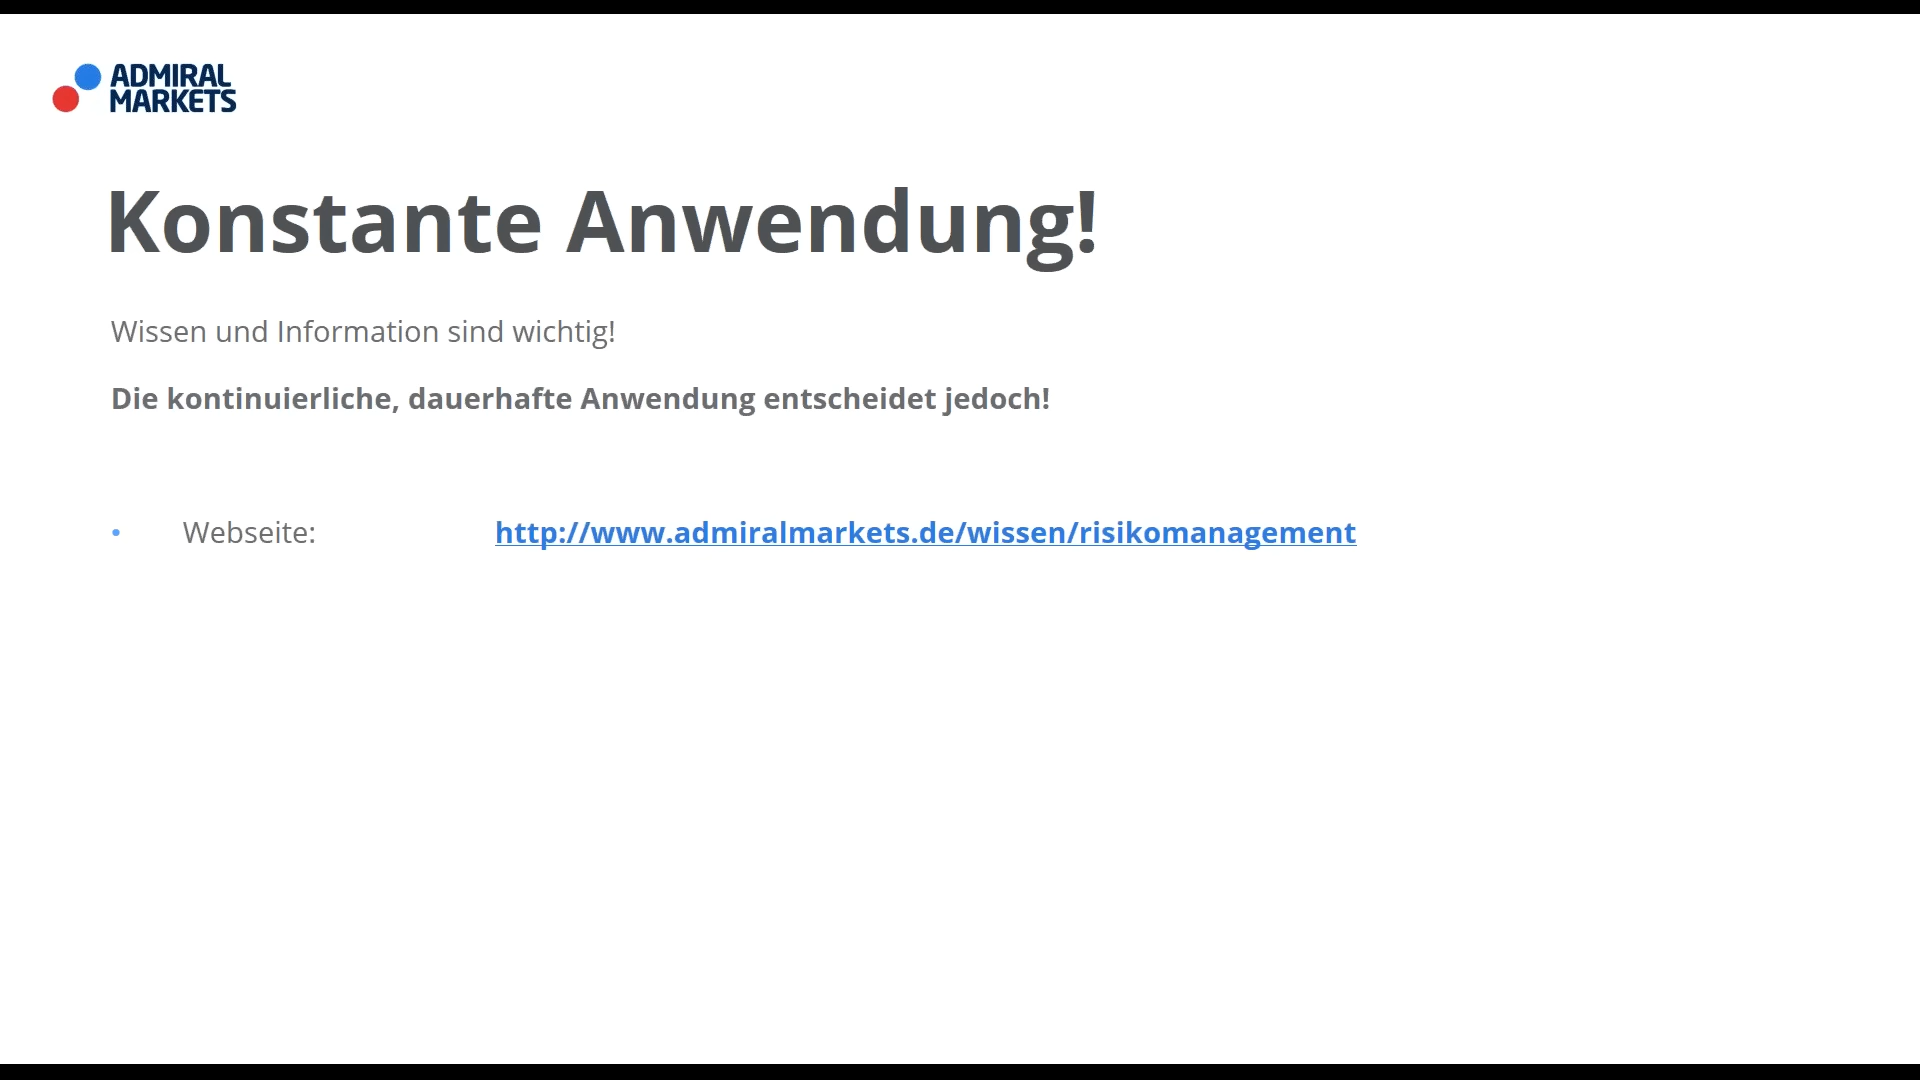 ADMIRAL
MARKETS
Konstante Anwendung!
Wissen und Information sind wichtig!
Die kontinuierliche, dauerhafte Anwendung entscheidet jedoch!
• Webseite: http://www.admiralmarkets.de/wissen/risikomanagement